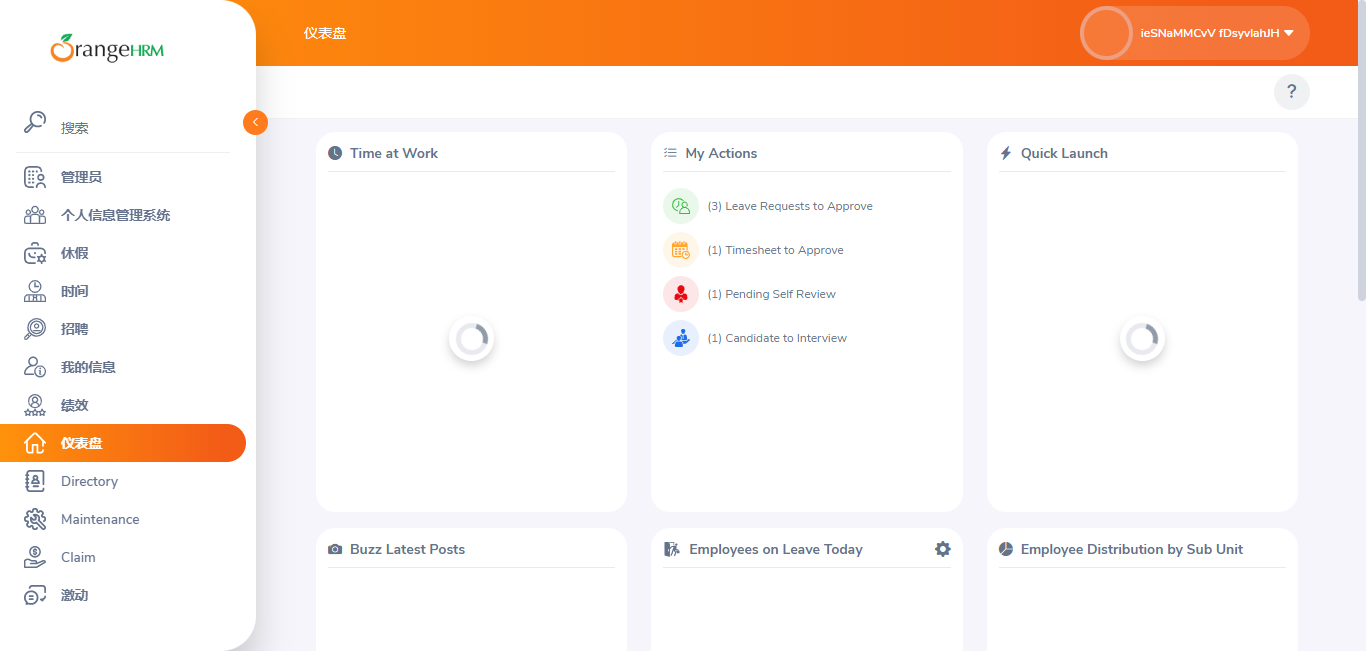 OrangeHRM
搜索
管理员
个人信息管理系统
休假
时间
招聘
我的信息
绩效
仪表盘
Directory
Maintenance
Claim
激动
仪表盘
ieSNaMMCvV fDsyvlahJH
?
Time at Work
My Actions
(3) Leave Requests to Approve
(1) Timesheet to Approve
(1) Pending Self Review
(1) Candidate to Interview
Quick Launch
Buzz Latest Posts
Employees on Leave Today
Employee Distribution by Sub Unit